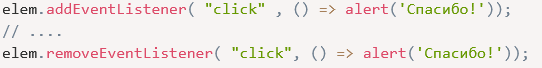 elem.addEventListener( "click" , () => alert('Спасибо!'));
// ....
elem.removeEventListener( "click", () => alert('Спасибо!'));